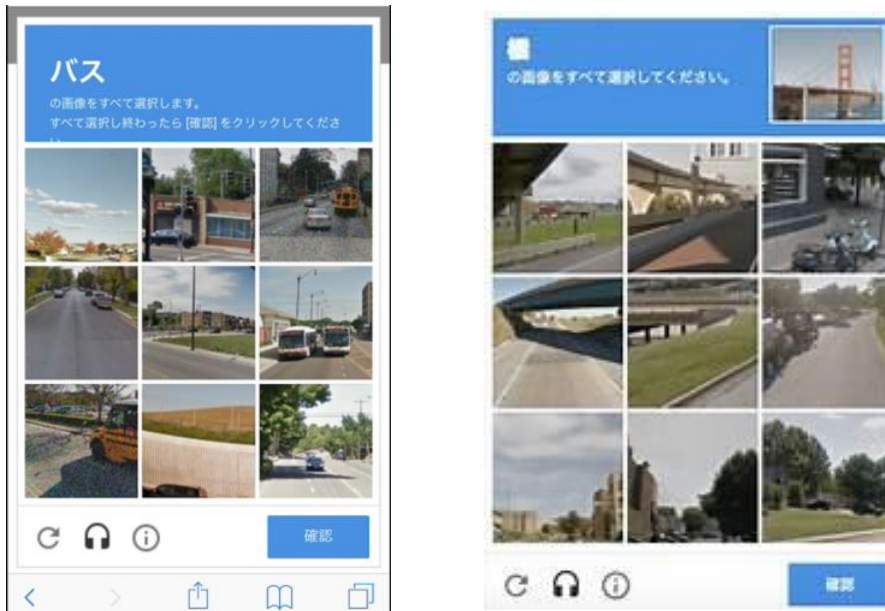 バス
の画像をすべて選択します。
すべて選択し終わったら [確認] をクリックしてくださ
い
確認
橋
の画像をすべて選択してください。
確認